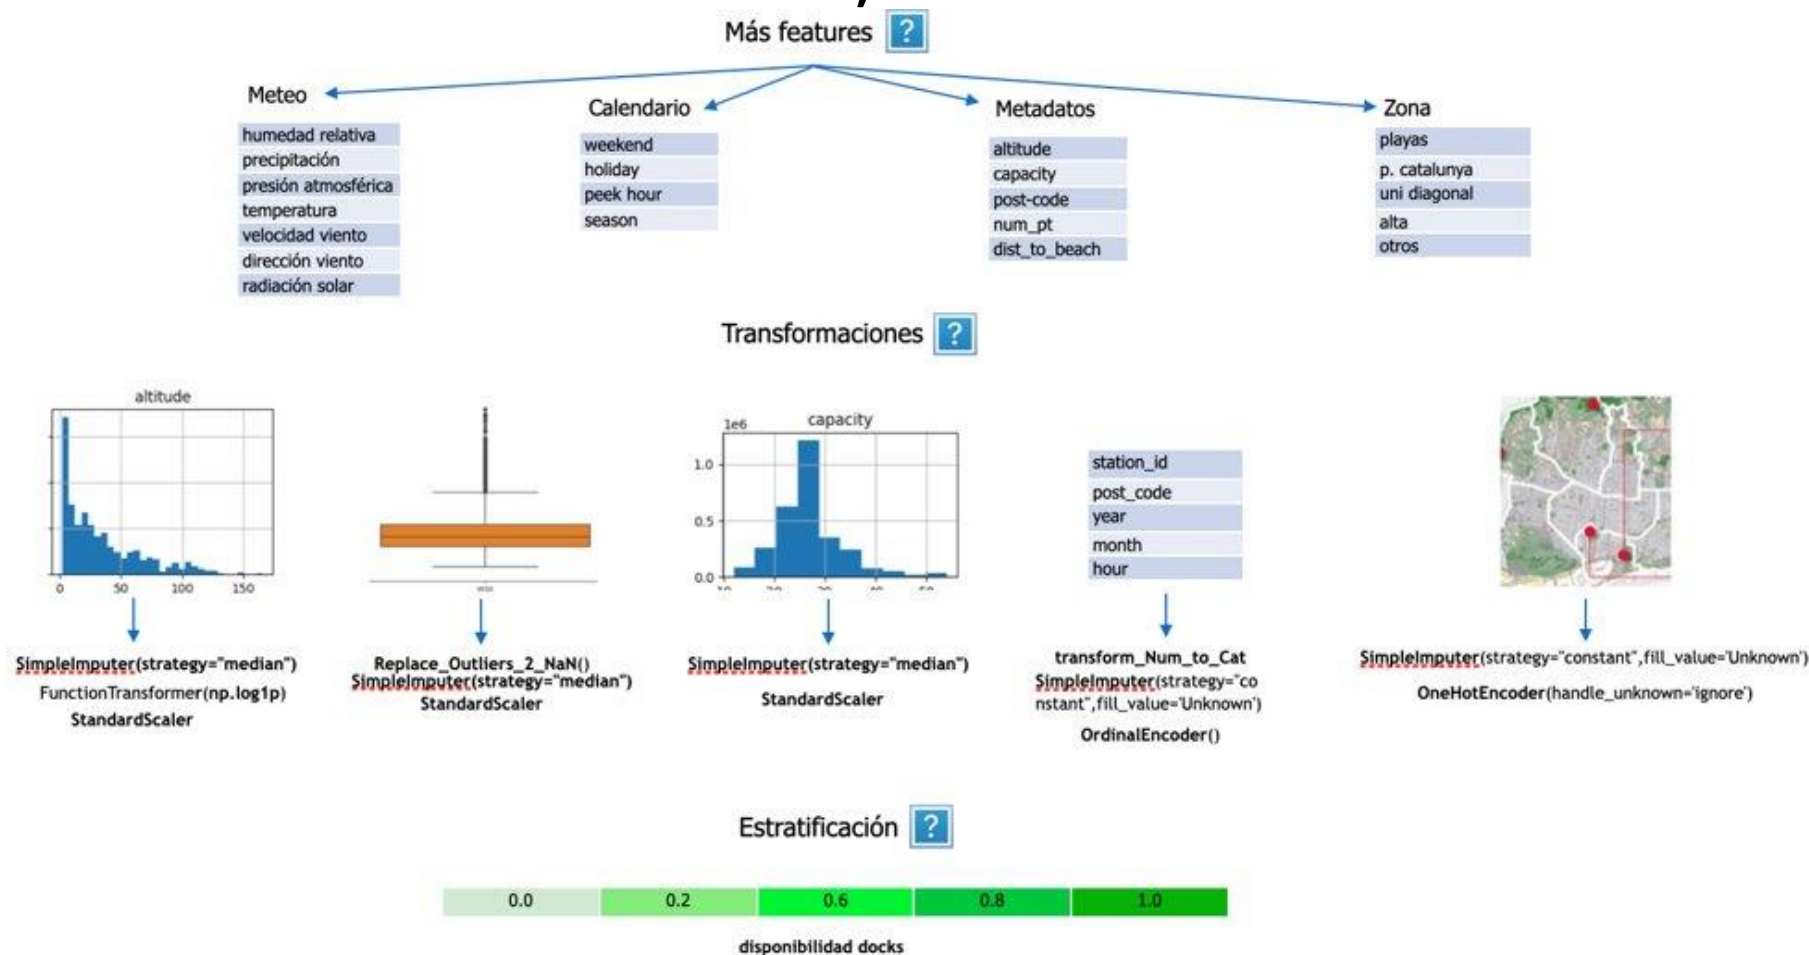 Más features ?
Meteo
humedad relativa
precipitación
presión atmosférica
temperatura
velocidad viento
dirección viento
radiación solar
Calendario
weekend
holiday
peek hour
season
Metadatos
altitude
capacity
post-code
num_pt
dist_to_beach
Zona
playas
p. catalunya
uni diagonal
alta
otros
Transformaciones ?
altitude
0 50 100 150
SimpleImputer(strategy="median")
FunctionTransformer(np.log1p)
StandardScaler
Replace_Outliers_2_NaN()
SimpleImputer(strategy="median")
StandardScaler
1e6
capacity
1.0
0.5
0.0
SimpleImputer(strategy="median")
StandardScaler
station_id
post_code
year
month
hour
transform_Num_to_Cat
SimpleImputer(strategy="co
nstant",fill_value='Unknown')
OrdinalEncoder()
SimpleImputer(strategy="constant",fill_value='Unknown')
OneHotEncoder(handle_unknown='ignore')
Estratificación ?
0.0 0.2 0.6 0.8 1.0
disponibilidad docks